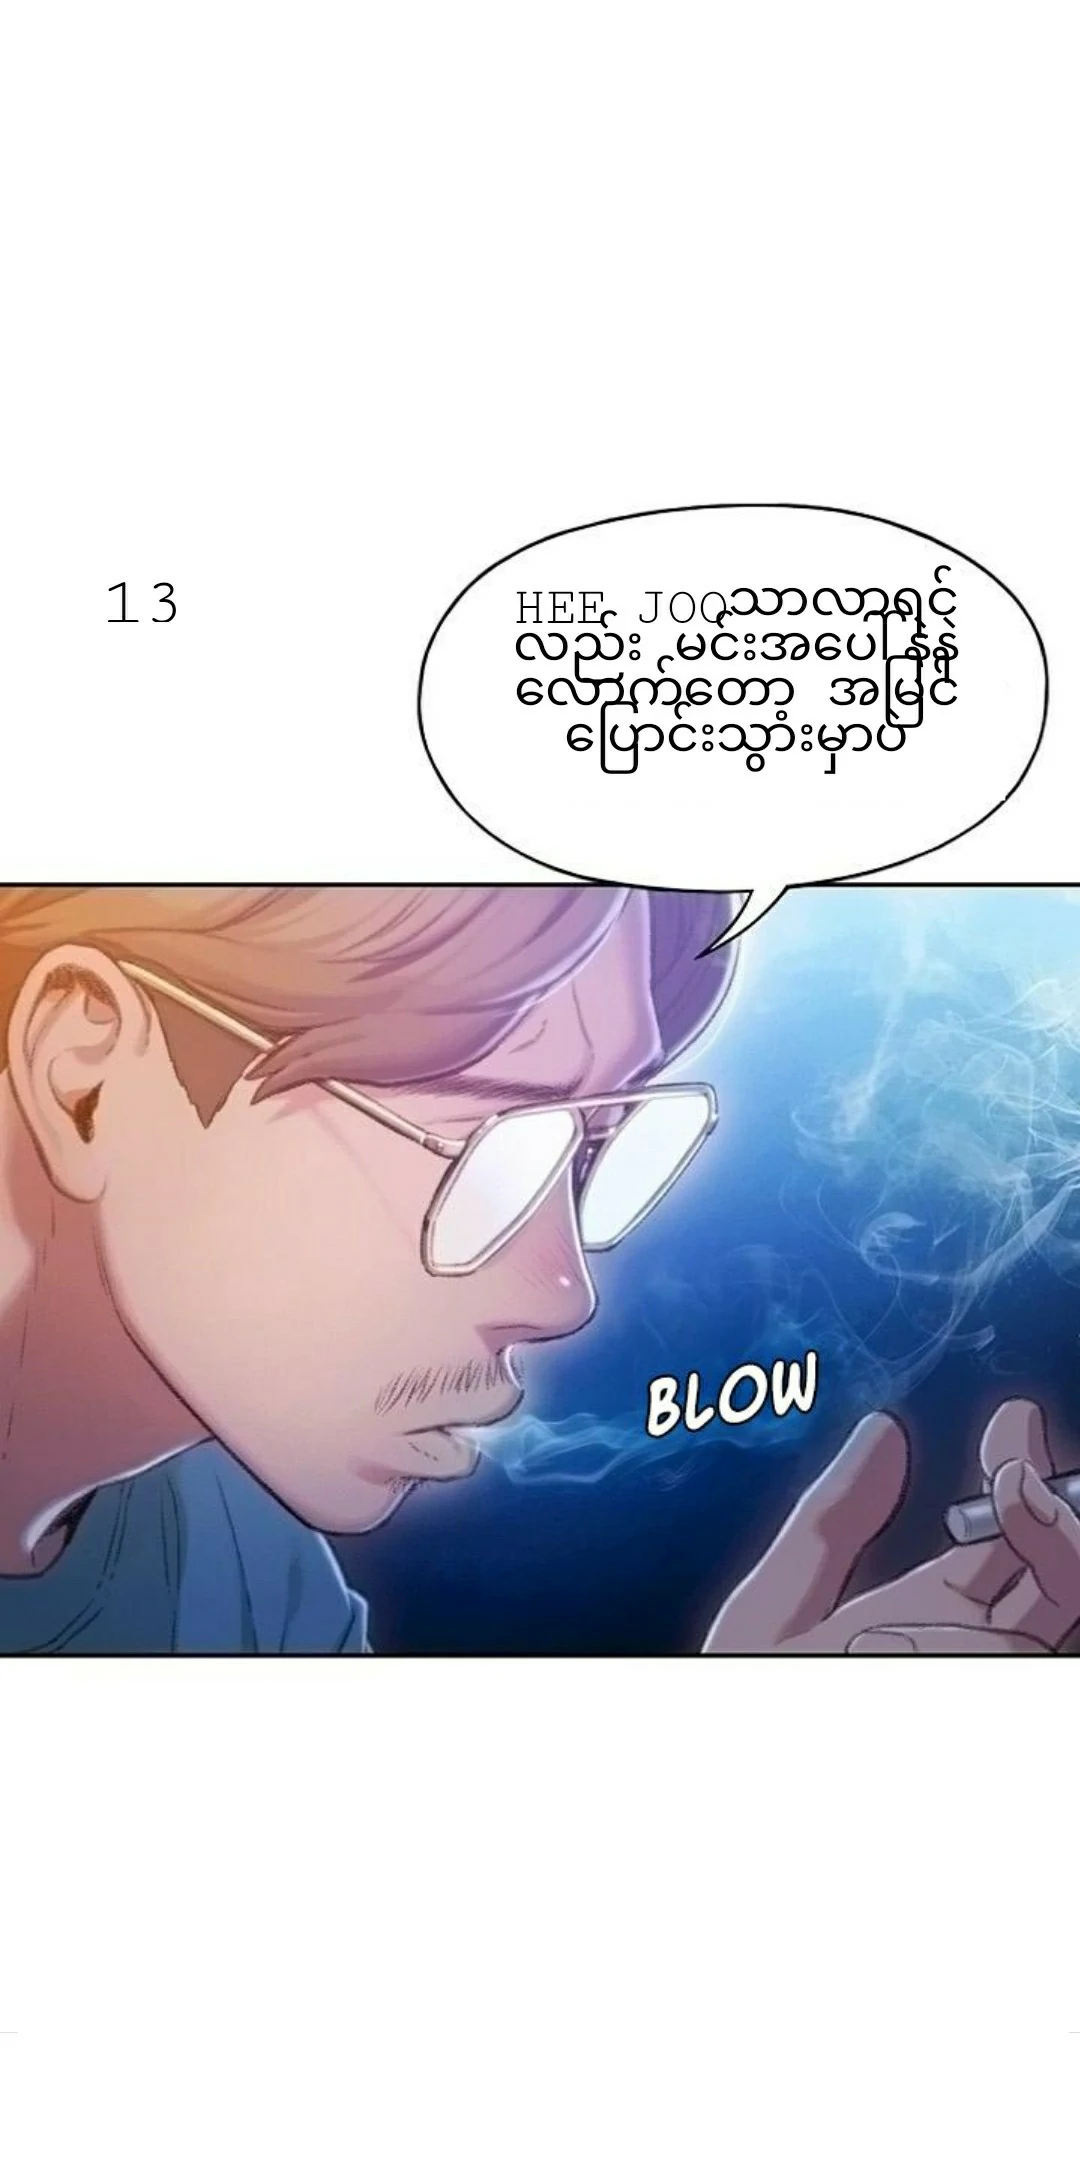 13
HEE JOOသာလာရင်
လည်း မင်းအပေါ်နဲနဲ
လောက်တော့ အမြင်
ပြောင်းသွားမှာပဲ
BLOW